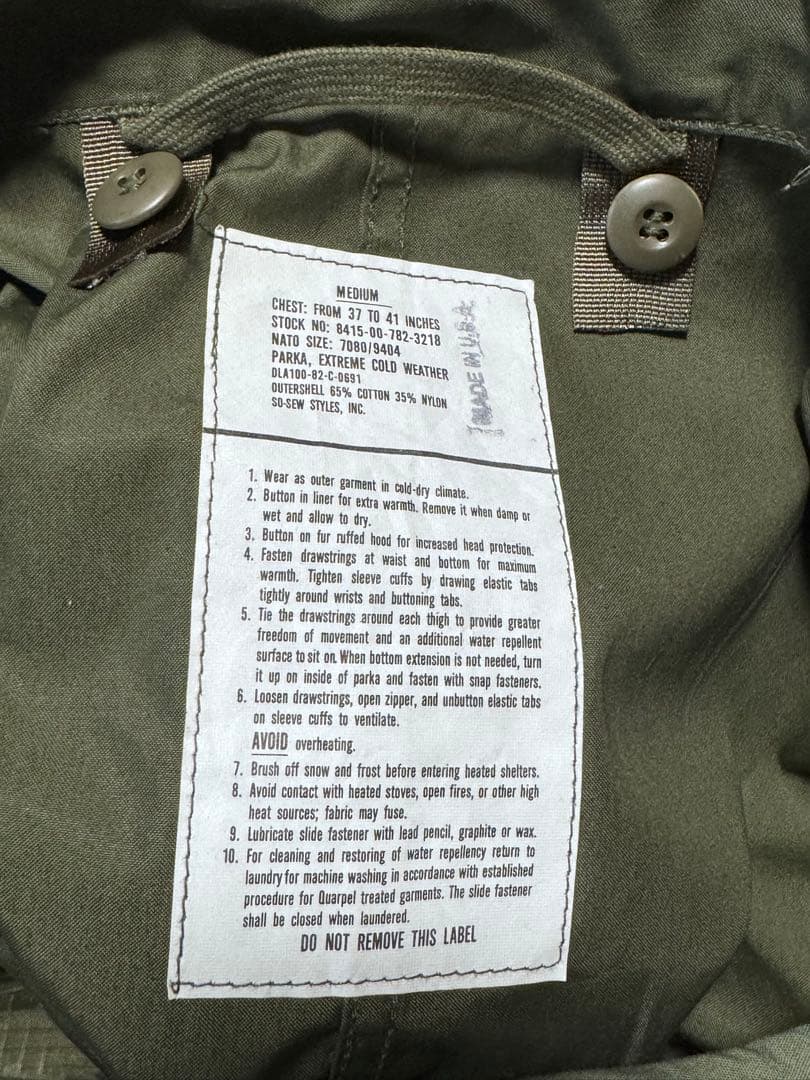 MEDIUM
CHEST: FROM 37 TO 41 INCHES
STOCK NO: 8415-00-782-3218
NATO SIZE: 7080/9404
PARKA, EXTREME COLD WEATHER
DLA100-82-C-0691
OUTERSHELL 65% COTTON 35% NYLON
SO-SEW STYLES, INC.
MADE IN U.S.A.
1. Wear as outer garment in cold-dry climate.
2. Button in liner for extra warmth. Remove it when damp or
wet and allow to dry.
3. Button on fur ruffed hood for increased head protection.
4. Fasten drawstrings at waist and bottom for maximum
warmth. Tighten sleeve cuffs by drawing elastic tabs
tightly around wrists and buttoning tabs.
5. Tie the drawstrings around each thigh to provide greater
freedom of movement and an additional water repellent
surface to sit on. When bottom extension is not needed, turn
it up on inside of parka and fasten with snap fasteners.
6. Loosen drawstrings, open zipper, and unbutton elastic tabs
on sleeve cuffs to ventilate.
AVOID overheating.
7. Brush off snow and frost before entering heated shelters.
8. Avoid contact with heated stoves, open fires, or other high
heat sources; fabric may fuse.
9. Lubricate slide fastener with lead pencil, graphite or wax.
10. For cleaning and restoring of water repellency return to
laundry for machine washing in accordance with established
procedure for Quarpel treated garments. The slide fastener
shall be closed when laundered.
DO NOT REMOVE THIS LABEL